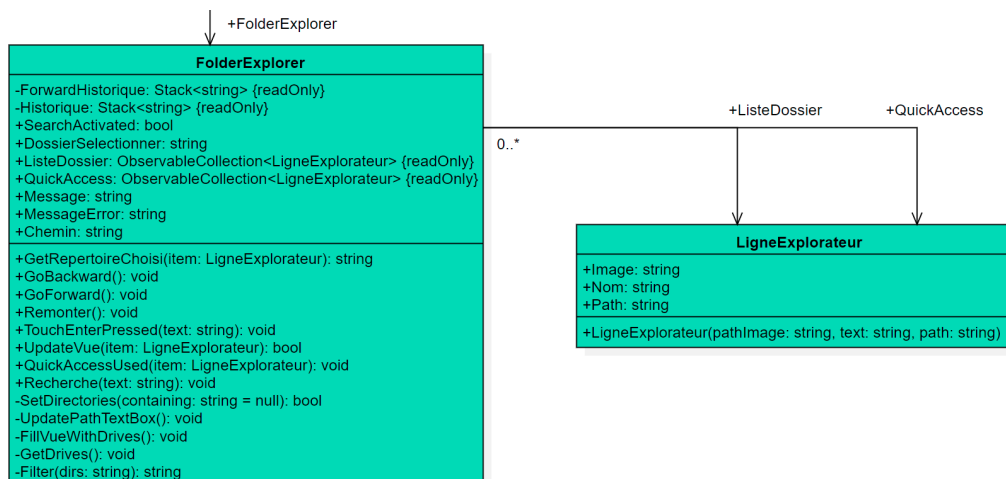 +FolderExplorer
FolderExplorer
-ForwardHistorique: Stack<string> {readOnly}
-Historique: Stack<string> {readOnly}
+SearchActivated: bool
+DossierSelectionner: string
+ListeDossier: ObservableCollection<LigneExplorateur> {readOnly}
+QuickAccess: ObservableCollection<LigneExplorateur> {readOnly}
+Message: string
+MessageError: string
+Chemin: string
+GetRepertoireChoisi(item: LigneExplorateur): string
+GoBackward(): void
+GoForward(): void
+Remonter(): void
+TouchEnterPressed(text: string): void
+UpdateVue(item: LigneExplorateur): bool
+QuickAccessUsed(item: LigneExplorateur): void
+Recherche(text: string): void
-SetDirectories(containing: string = null): bool
-UpdatePathTextBox(): void
-FillVueWithDrives(): void
-GetDrives(): void
-Filter(dirs: string): string
0..*
+ListeDossier
+QuickAccess
LigneExplorateur
+Image: string
+Nom: string
+Path: string
+LigneExplorateur(pathImage: string, text: string, path: string)